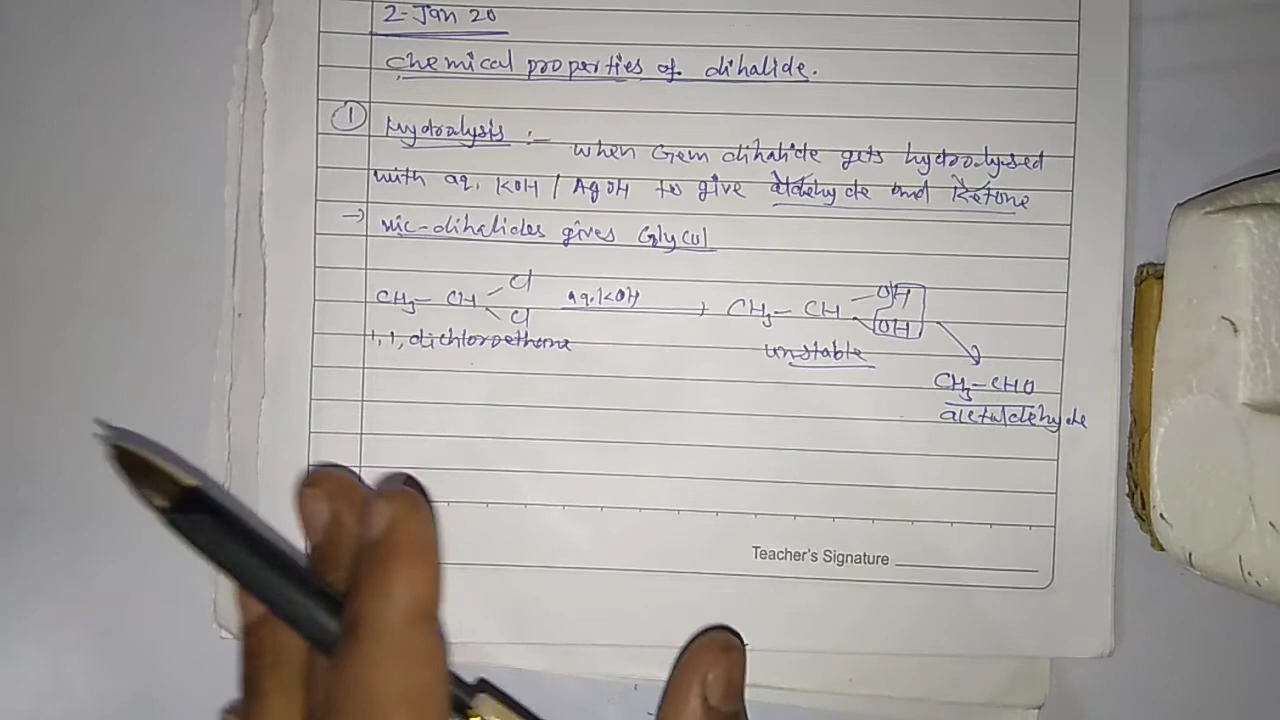 2-Jan 20
Chemical properties of dihalide.
① Hydrolysis :- when Gem dihalide gets hydrolysed
with aq. KOH / AgOH to give aldehyde and Ketone
→ vic-dihalides gives Glycol
CH3- CH Cl Cl aq.KOH → CH3- CH OH OH
1,1, dichloroethane unstable
CH3-CHO
acetaldehyde
Teacher's Signature